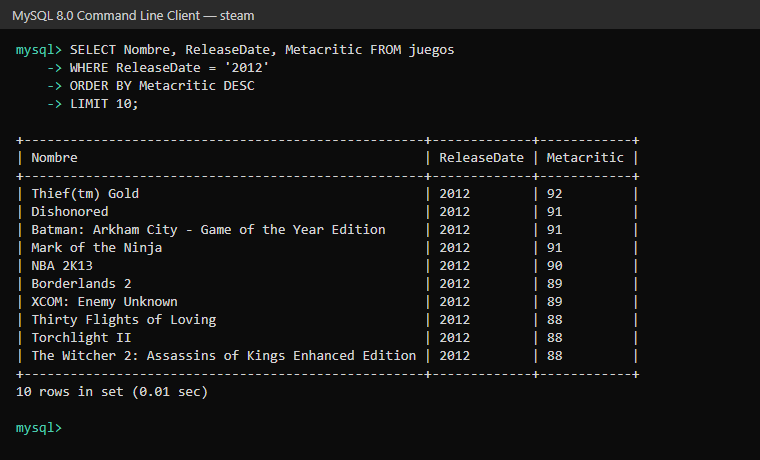 MySQL 8.0 Command Line Client — steam
mysql> SELECT Nombre, ReleaseDate, Metacritic FROM juegos
    -> WHERE ReleaseDate = '2012'
    -> ORDER BY Metacritic DESC
    -> LIMIT 10;
+----------------------------------------------------+-------------+------------+
| Nombre                                             | ReleaseDate | Metacritic |
+----------------------------------------------------+-------------+------------+
| Thief(tm) Gold                                     | 2012        | 92         |
| Dishonored                                         | 2012        | 91         |
| Batman: Arkham City - Game of the Year Edition     | 2012        | 91         |
| Mark of the Ninja                                  | 2012        | 91         |
| NBA 2K13                                           | 2012        | 90         |
| Borderlands 2                                      | 2012        | 89         |
| XCOM: Enemy Unknown                                | 2012        | 89         |
| Thirty Flights of Loving                           | 2012        | 88         |
| Torchlight II                                      | 2012        | 88         |
| The Witcher 2: Assassins of Kings Enhanced Edition | 2012        | 88         |
+----------------------------------------------------+-------------+------------+
10 rows in set (0.01 sec)
mysql>